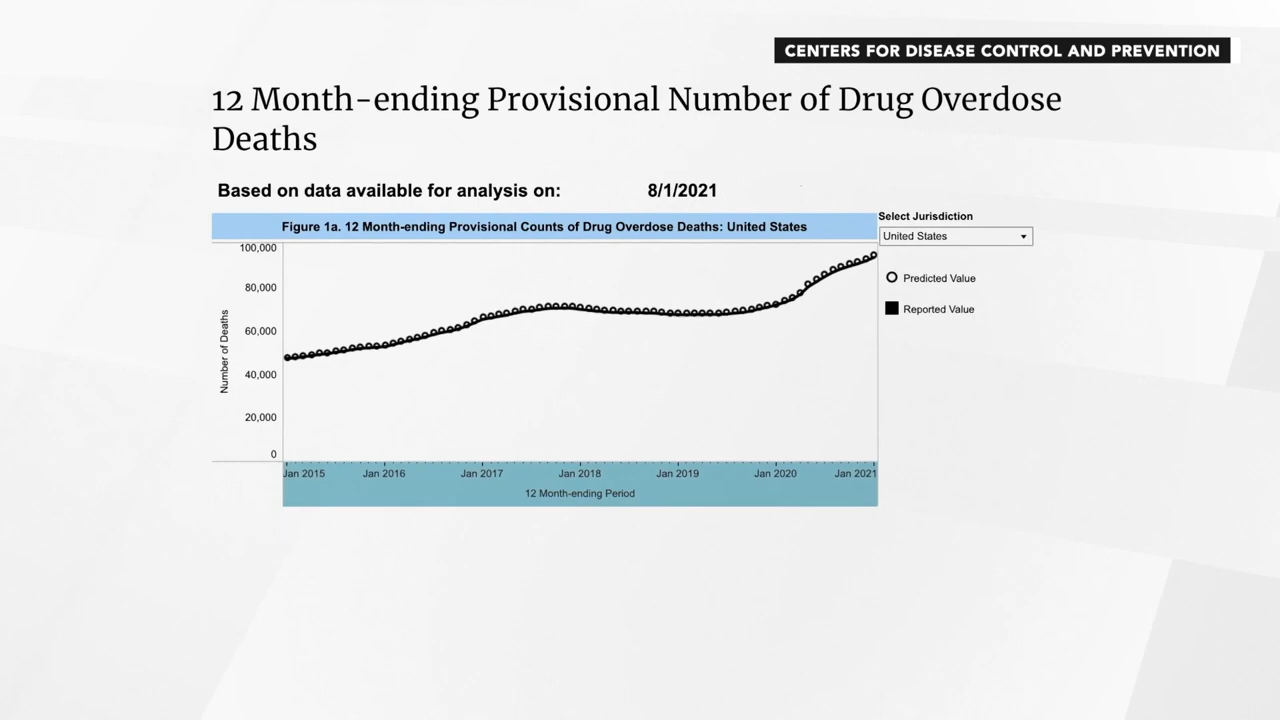 CENTERS FOR DISEASE CONTROL AND PREVENTION
12 Month-ending Provisional Number of Drug Overdose
Deaths
Based on data available for analysis on: 8/1/2021
Figure 1a. 12 Month-ending Provisional Counts of Drug Overdose Deaths: United States
Select Jurisdiction
United States
Predicted Value
Reported Value
Number of Deaths
100,000
80,000
60,000
40,000
20,000
0
Jan 2015 Jan 2016 Jan 2017 Jan 2018 Jan 2019 Jan 2020 Jan 2021
12 Month-ending Period